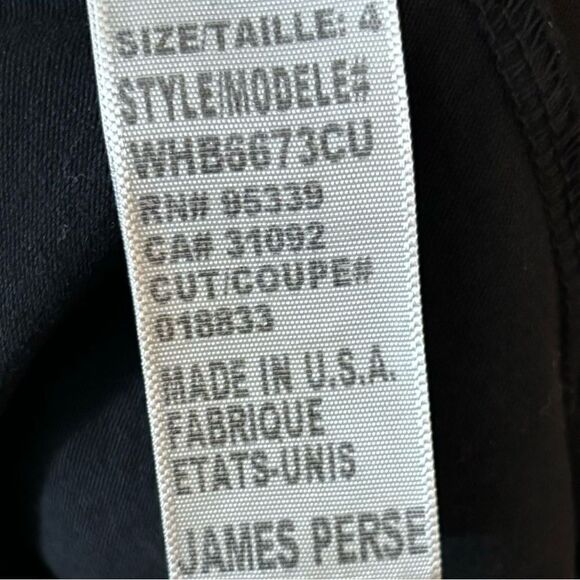 SIZE/TAILLE: 4
STYLE/MODELE#
WHB6673CU
RN# 95339
CA# 31092
CUT/COUPE#
018833
MADE IN U.S.A.
FABRIQUE
ETATS-UNIS
JAMES PERSE